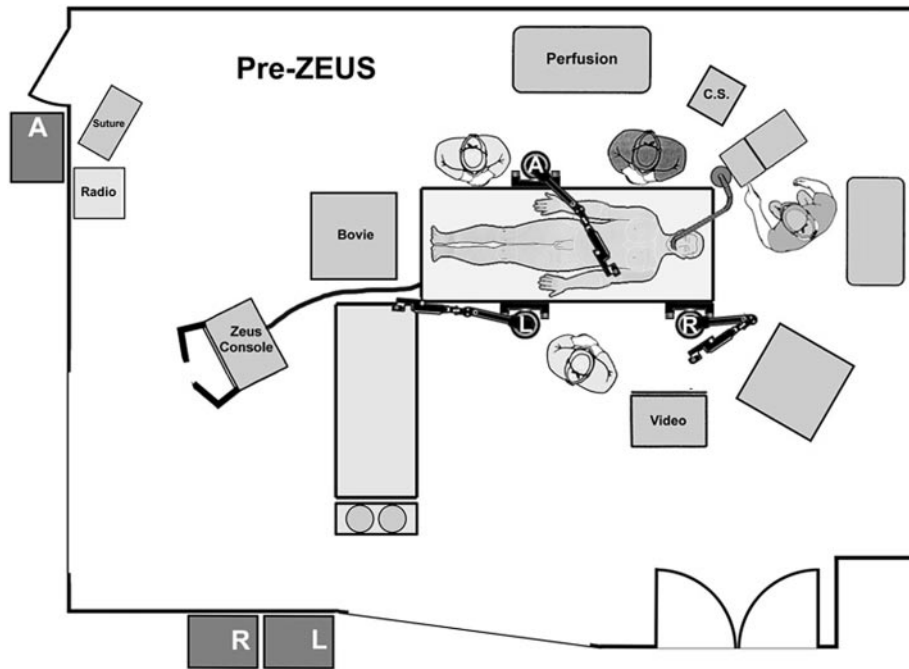 Pre-ZEUS
Perfusion
C.S.
A
Suture
Radio
A
Bovie
Zeus
Console
L
R
Video
R
L